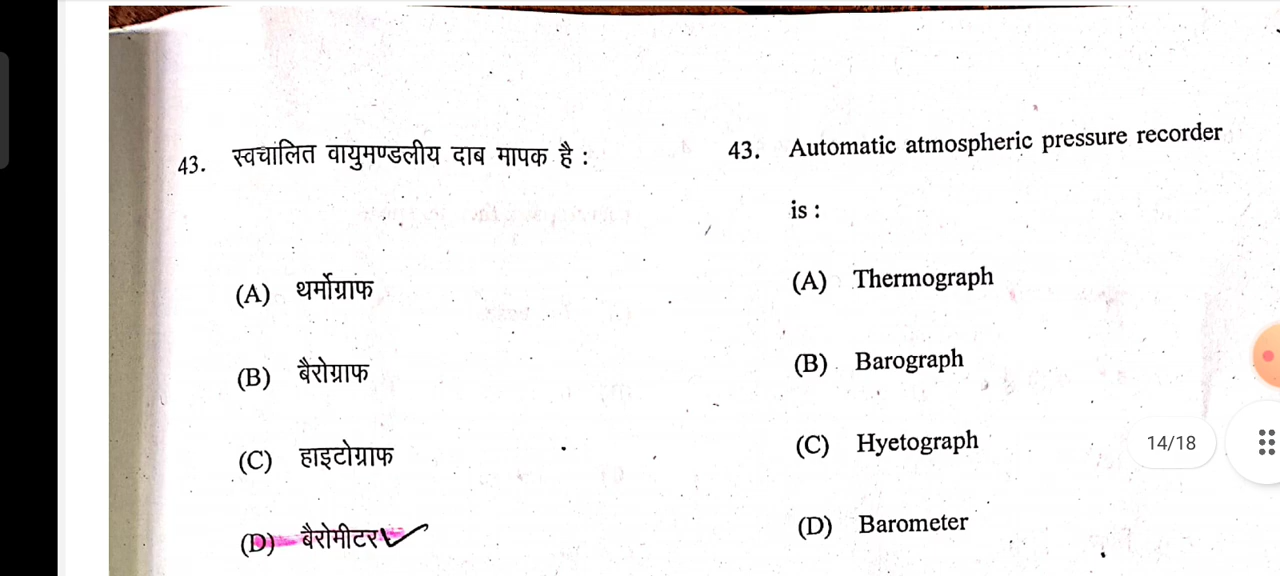 43. स्वचालित वायुमण्डलीय दाब मापक है :
(A) थर्मोग्राफ
(B) बैरोग्राफ
(C) हाइटोग्राफ
(D) बैरोमीटर
43. Automatic atmospheric pressure recorder
is :
(A) Thermograph
(B) Barograph
(C) Hyetograph
(D) Barometer
14/18